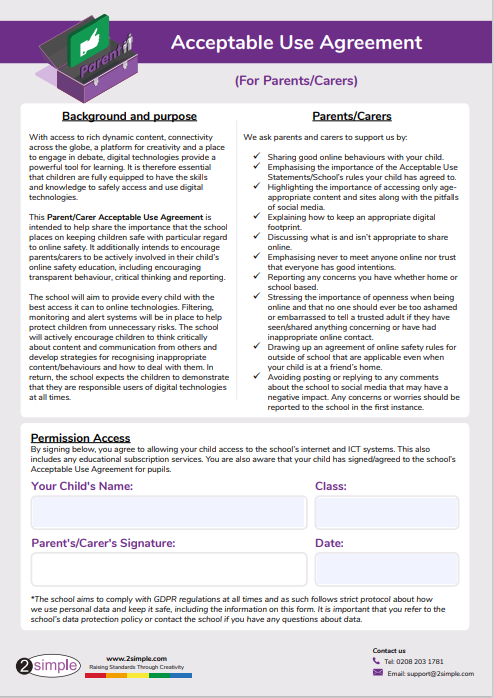 Parent
Acceptable Use Agreement
(For Parents/Carers)
Background and purpose
With access to rich dynamic content, connectivity
across the globe, a platform for creativity and a place
to engage in debate, digital technologies provide a
powerful tool for learning. It is therefore essential
that children are fully equipped to have the skills
and knowledge to safely access and use digital
technologies.
This Parent/Carer Acceptable Use Agreement is
intended to help share the importance that the school
places on keeping children safe with particular regard
to online safety. It additionally intends to encourage
parents/carers to be actively involved in their child's
online safety education, including encouraging
transparent behaviour, critical thinking and reporting.
The school will aim to provide every child with the
best access it can to online technologies. Filtering,
monitoring and alert systems will be in place to help
protect children from unnecessary risks. The school
will actively encourage children to think critically
about content and communication from others and
develop strategies for recognising inappropriate
content/behaviours and how to deal with them. In
return, the school expects the children to demonstrate
that they are responsible users of digital technologies
at all times.
Parents/Carers
We ask parents and carers to support us by:
Sharing good online behaviours with your child.
Emphasising the importance of the Acceptable Use
Statements/School's rules your child has agreed to.
Highlighting the importance of accessing only age-
appropriate content and sites along with the pitfalls
of social media.
Explaining how to keep an appropriate digital
footprint.
Discussing what is and isn't appropriate to share
online.
Emphasising never to meet anyone online nor trust
that everyone has good intentions.
Reporting any concerns you have whether home or
school based.
Stressing the importance of openness when being
online and that no one should ever be too ashamed
or embarrassed to tell a trusted adult if they have
seen/shared anything concerning or have had
inappropriate online contact.
Drawing up an agreement of online safety rules for
outside of school that are applicable even when
your child is at a friend's home.
Avoiding posting or replying to any comments
about the school to social media that may have a
negative impact. Any concerns or worries should be
reported to the school in the first instance.
Permission Access
By signing below, you agree to allowing your child access to the school's internet and ICT systems. This also
includes any educational subscription services. You are also aware that your child has signed/agreed to the school's
Acceptable Use Agreement for pupils.
Your Child's Name:
Class:
Parent's/Carer's Signature:
Date:
*The school aims to comply with GDPR regulations at all times and as such follows strict protocol about how
we use personal data and keep it safe, including the information on this form. It is important that you refer to the
school's data protection policy or contact the school if you have any questions about data.
2simple
www.2simple.com
Raising Standards Through Creativity
Contact us
Tel: 0208 203 1781
Email: support@2simple.com